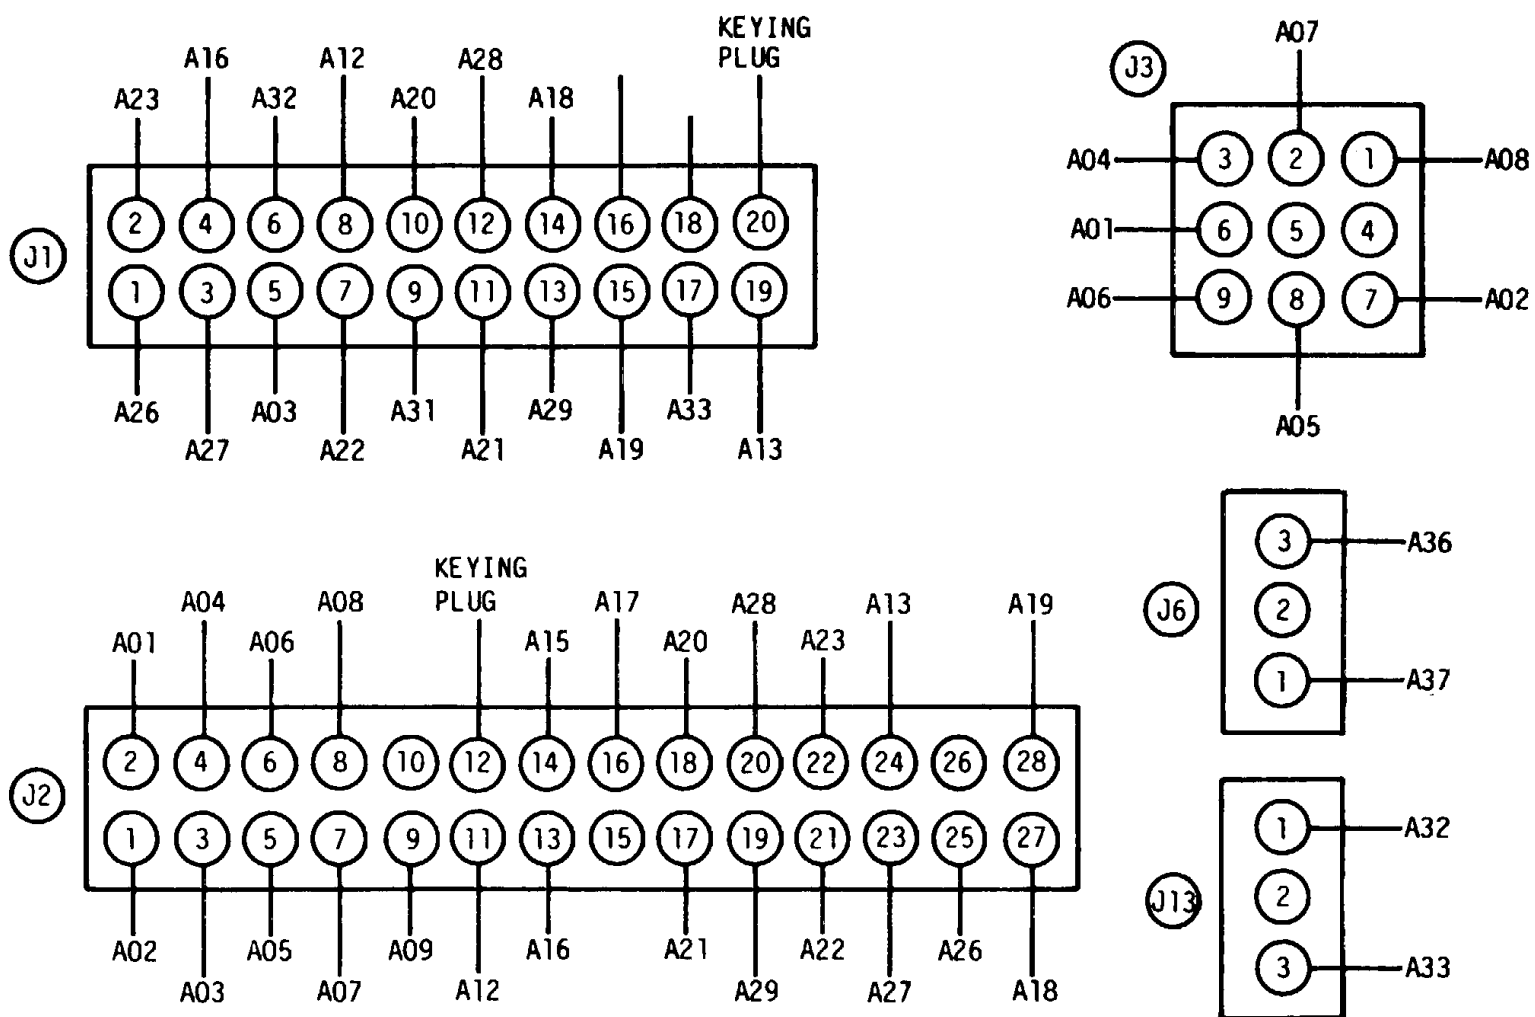 KEYING
PLUG
A16 A12 A28
A23 A32 A20 A18
J1
2 4 6 8 10 12 14 16 18 20
1 3 5 7 9 11 13 15 17 19
A26 A03 A31 A29 A33
A27 A22 A21 A19 A13
A07
J3
A04 3 2 1 A08
A01 6 5 4
A06 9 8 7 A02
A05
KEYING
PLUG
A04 A08 A17 A28 A13 A19
A01 A06 A15 A20 A23
J2
2 4 6 8 10 12 14 16 18 20 22 24 26 28
1 3 5 7 9 11 13 15 17 19 21 23 25 27
A02 A05 A09 A16 A21 A22 A26
A03 A07 A12 A29 A27 A18
3 A36
J6 2
1 A37
1 A32
J13 2
3 A33